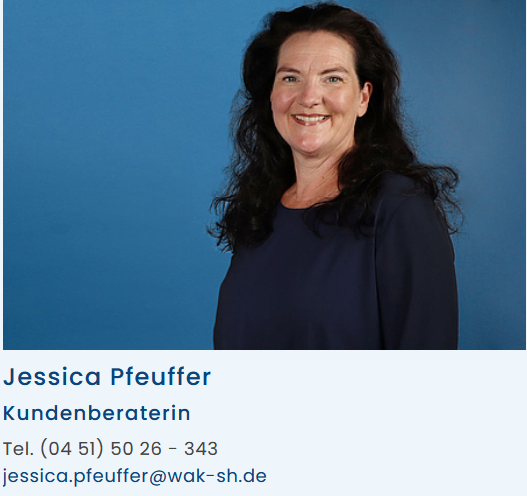 Jessica Pfeuffer
Kundenberaterin
Tel. (04 51) 50 26 - 343
jessica.pfeuffer@wak-sh.de